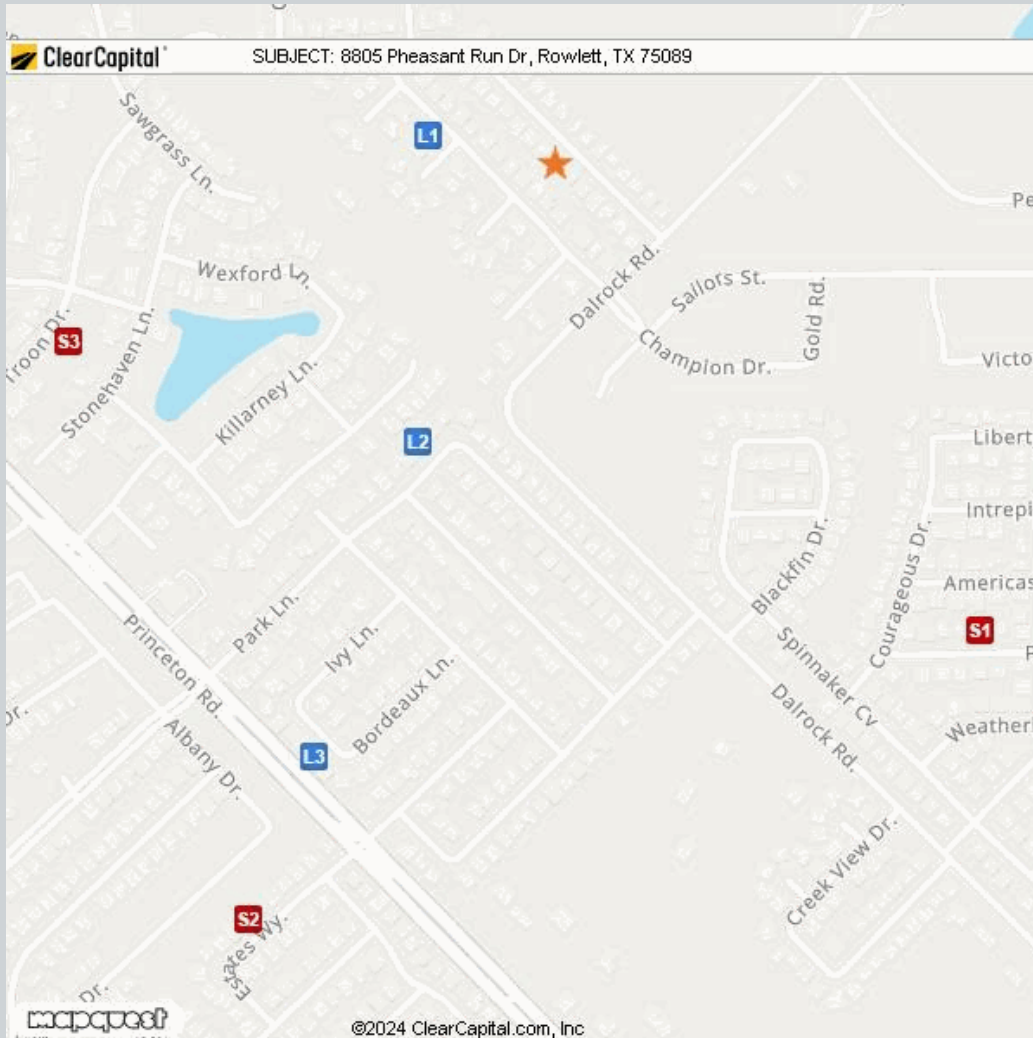 ClearCapital
SUBJECT: 8805 Pheasant Run Dr, Rowlett, TX 75089
Sawgrass Ln.
L1
Pe
Wexford Ln.
Dalrock Rd.
Sailors St.
Gold Rd.
S3
Troon Dr.
Stonehaven Ln.
Champion Dr.
Victo
Killarney Ln.
L2
Libert
Intrepi
Blackfin Dr.
Courageous Dr.
Americas
Park Ln.
Ivy Ln.
S1
Princeton Rd.
Bordeaux Ln.
Spinnaker Cv
Dr.
Dalrock Rd.
Weatherl
Albany Dr.
L3
Creek View Dr.
S2
Estates Wy.
Dr.
mapquest
©2024 ClearCapital.com, Inc